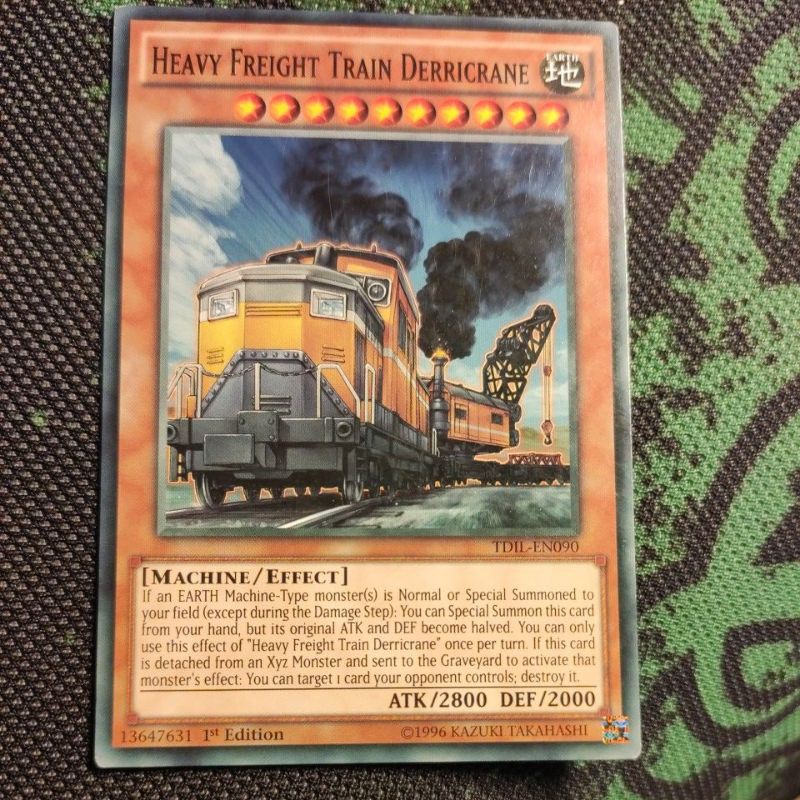 HEAVY FREIGHT TRAIN DERRICRANE
EARTH
地
TDIL-EN090
[MACHINE/EFFECT]
If an EARTH Machine-Type monster(s) is Normal or Special Summoned to
your field (except during the Damage Step): You can Special Summon this card
from your hand, but its original ATK and DEF become halved. You can only
use this effect of "Heavy Freight Train Derricrane" once per turn. If this card
is detached from an Xyz Monster and sent to the Graveyard to activate that
monster's effect: You can target 1 card your opponent controls; destroy it.
ATK/2800 DEF/2000
13647631 1st Edition ©1996 KAZUKI TAKAHASHI